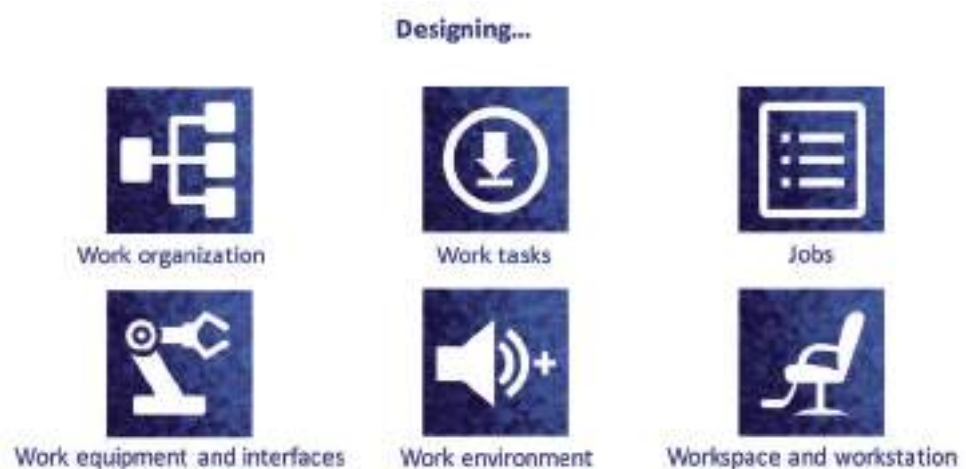 Designing...
Work organization
Work tasks
Jobs
Work equipment and interfaces
Work environment
Workspace and workstation